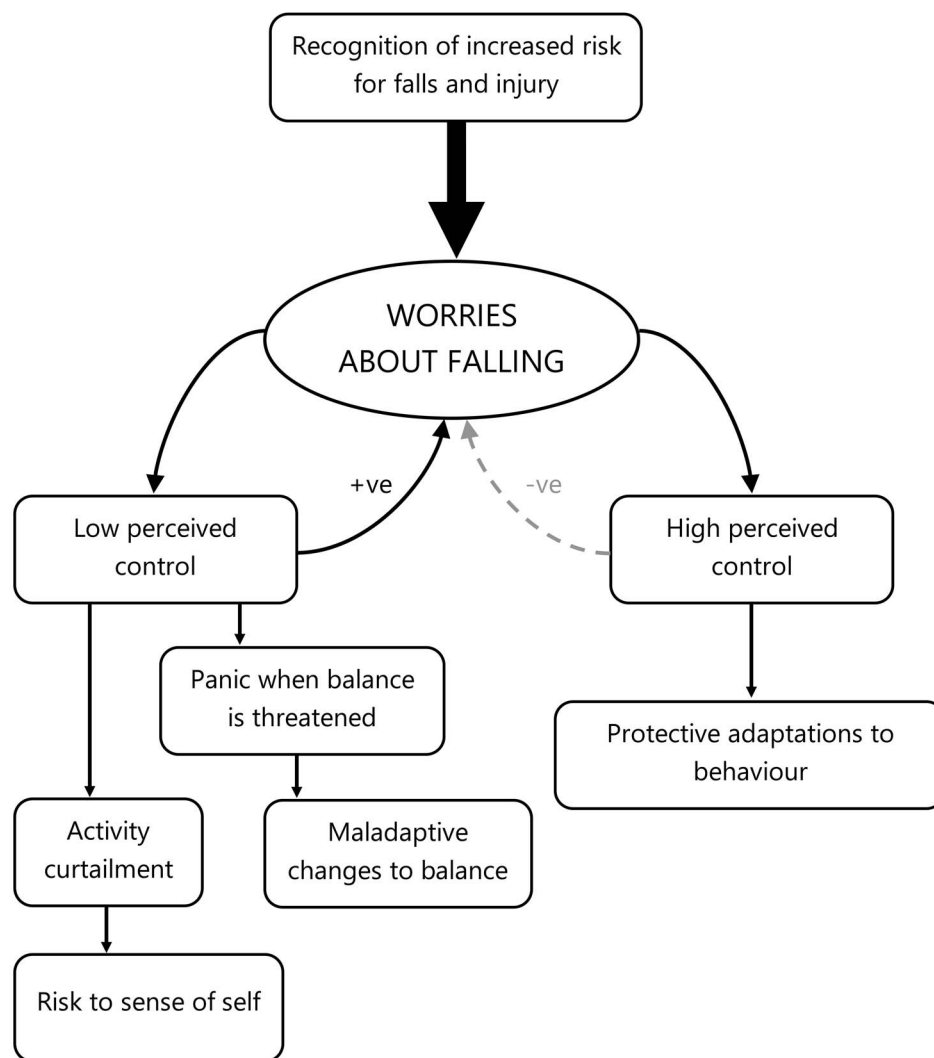 Recognition of increased risk
for falls and injury
WORRIES
ABOUT FALLING
+ve
-ve
Low perceived
control
High perceived
control
Panic when balance
is threatened
Protective adaptations to
behaviour
Activity
curtailment
Maladaptive
changes to balance
Risk to sense of self